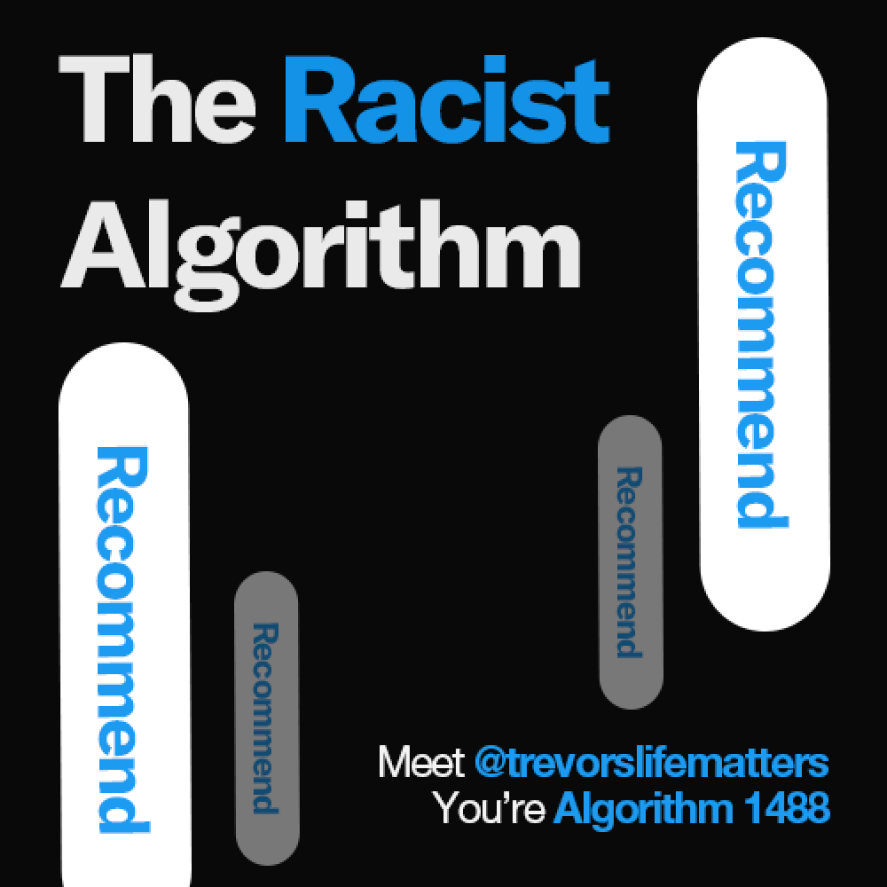 The Racist
Algorithm
Recommend
Recommend
Recommend
Recommend
Meet @trevorslifematters
You're Algorithm 1488